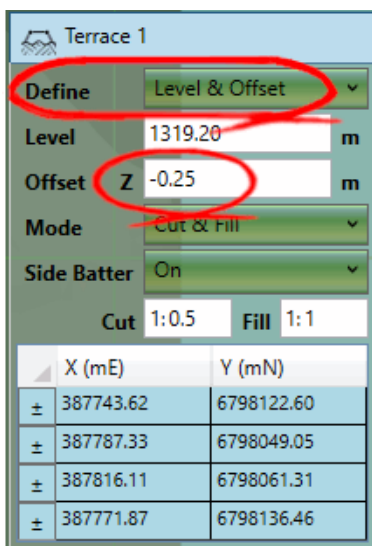 Terrace 1
Define Level & Offset
Level 1319.20 m
Offset Z -0.25 m
Mode Cut & Fill
Side Batter On
Cut 1:0.5 Fill 1:1
X (mE) Y (mN)
± 387743.62 6798122.60
± 387787.33 6798049.05
± 387816.11 6798061.31
± 387771.87 6798136.46